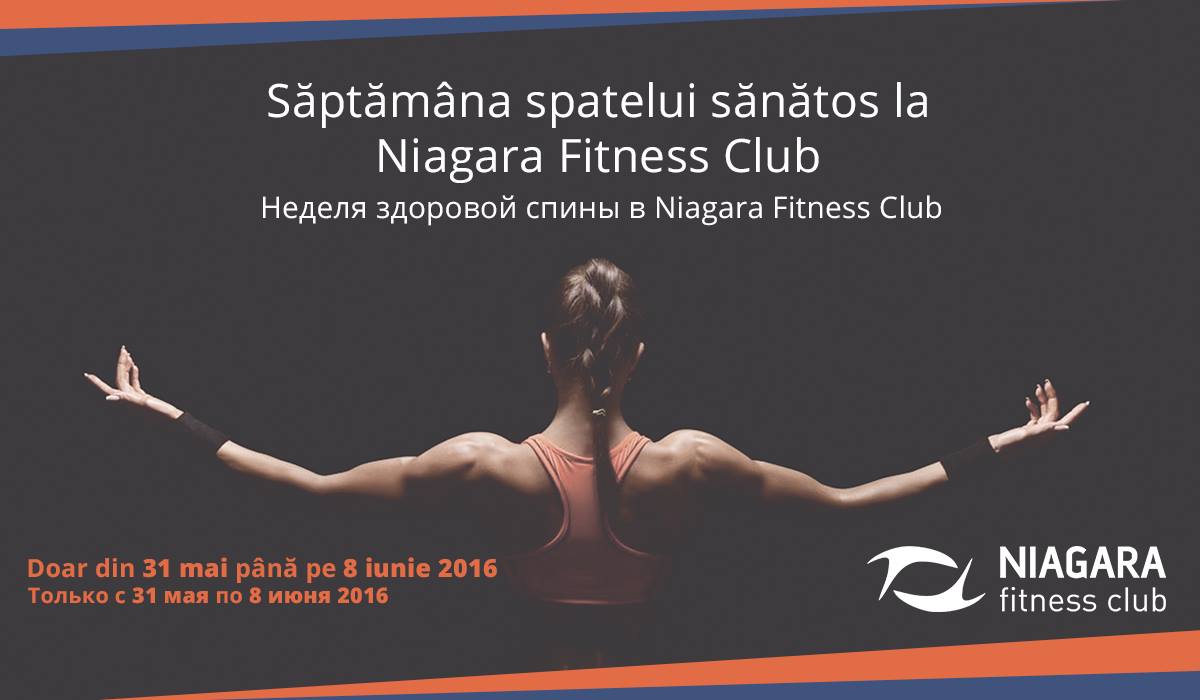 Săptămâna spatelui sănătos la
Niagara Fitness Club
Неделя здоровой спины в Niagara Fitness Club
Doar din 31 mai până pe 8 iunie 2016
Только с 31 мая по 8 июня 2016
NIAGARA
fitness club